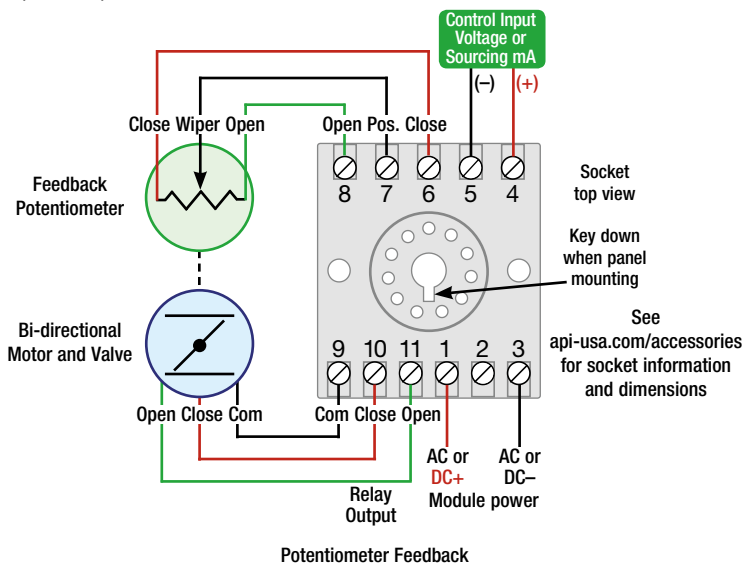 Control Input
Voltage or
Sourcing mA
(–) (+)
Close Wiper Open
Open Pos. Close
8 7 6 5 4
Feedback
Potentiometer
Socket
top view
Key down
when panel
mounting
Bi-directional
Motor and Valve
See
api-usa.com/accessories
for socket information
and dimensions
9 10 11 1 2 3
Open Close Com
Com Close Open
AC or
DC+
AC or
DC–
Module power
Relay
Output
Potentiometer Feedback